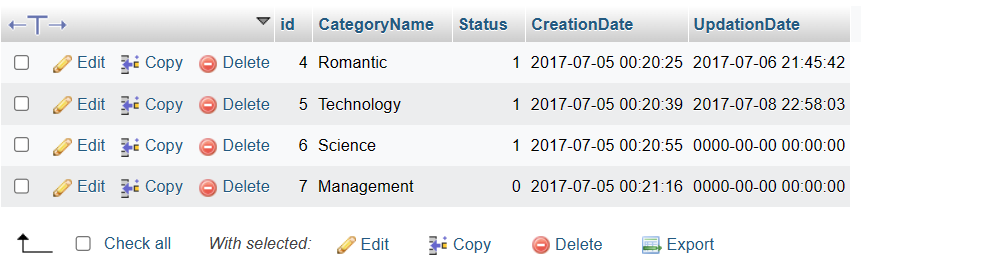 id CategoryName Status CreationDate UpdationDate
Edit Copy Delete 4 Romantic 1 2017-07-05 00:20:25 2017-07-06 21:45:42
Edit Copy Delete 5 Technology 1 2017-07-05 00:20:39 2017-07-08 22:58:03
Edit Copy Delete 6 Science 1 2017-07-05 00:20:55 0000-00-00 00:00:00
Edit Copy Delete 7 Management 0 2017-07-05 00:21:16 0000-00-00 00:00:00
Check all With selected: Edit Copy Delete Export